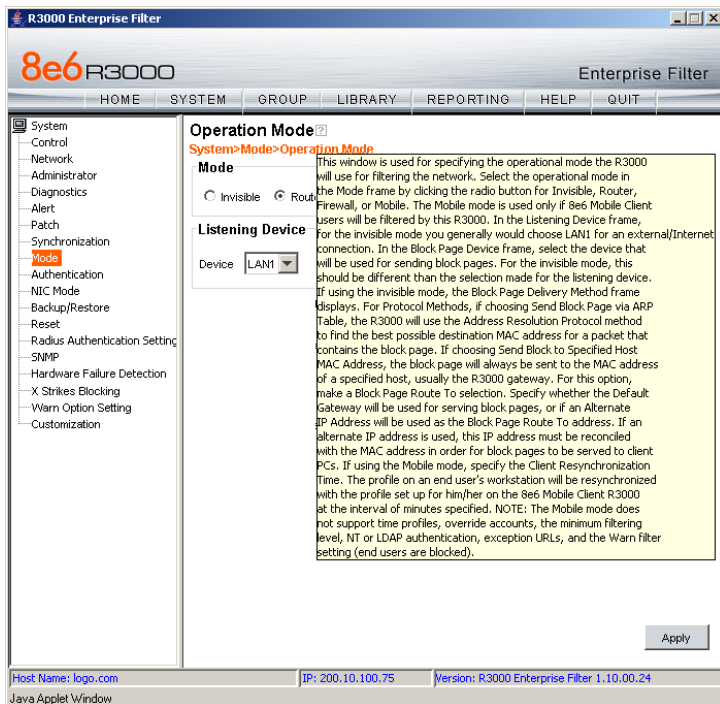 R3000 Enterprise Filter
8e6 R3000
Enterprise Filter
HOME SYSTEM GROUP LIBRARY REPORTING HELP QUIT
System
Control
Network
Administrator
Diagnostics
Alert
Patch
Synchronization
Mode
Authentication
NIC Mode
Backup/Restore
Reset
Radius Authentication Setting
SNMP
Hardware Failure Detection
X Strikes Blocking
Warn Option Setting
Customization
Operation Mode ?
System>Mode>Operation Mode
Mode
Invisible
Listening Device
Device LAN1
This window is used for specifying the operational mode the R3000
will use for filtering the network. Select the operational mode in
the Mode frame by clicking the radio button for Invisible, Router,
Firewall, or Mobile. The Mobile mode is used only if 8e6 Mobile Client
users will be filtered by this R3000. In the Listening Device frame,
for the invisible mode you generally would choose LAN1 for an external/Internet
connection. In the Block Page Device frame, select the device that
will be used for sending block pages. For the invisible mode, this
should be different than the selection made for the listening device.
If using the invisible mode, the Block Page Delivery Method frame
displays. For Protocol Methods, if choosing Send Block Page via ARP
Table, the R3000 will use the Address Resolution Protocol method
to find the best possible destination MAC address for a packet that
contains the block page. If choosing Send Block to Specified Host
MAC Address, the block page will always be sent to the MAC address
of a specified host, usually the R3000 gateway. For this option,
make a Block Page Route To selection. Specify whether the Default
Gateway will be used for serving block pages, or if an Alternate
IP Address will be used as the Block Page Route To address. If an
alternate IP address is used, this IP address must be reconciled
with the MAC address in order for block pages to be served to client
PCs. If using the Mobile mode, specify the Client Resynchronization
Time. The profile on an end user's workstation will be resynchronized
with the profile set up for him/her on the 8e6 Mobile Client R3000
at the interval of minutes specified. NOTE: The Mobile mode does
not support time profiles, override accounts, the minimum filtering
level, NT or LDAP authentication, exception URLs, and the Warn filter
setting (end users are blocked).
Apply
Host Name: logo.com IP: 200.10.100.75 Version: R3000 Enterprise Filter 1.10.00.24
Java Applet Window